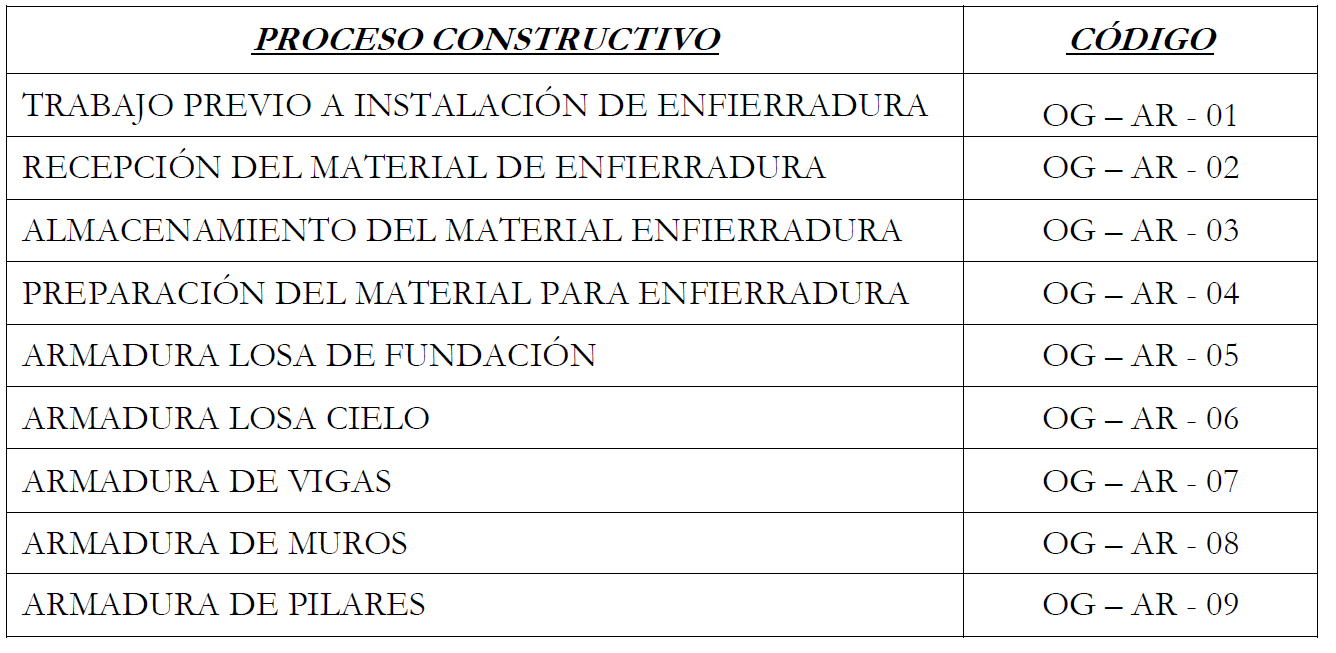 PROCESO CONSTRUCTIVO CÓDIGO
TRABAJO PREVIO A INSTALACIÓN DE ENFIERRADURA OG – AR - 01
RECEPCIÓN DEL MATERIAL DE ENFIERRADURA OG – AR - 02
ALMACENAMIENTO DEL MATERIAL ENFIERRADURA OG – AR - 03
PREPARACIÓN DEL MATERIAL PARA ENFIERRADURA OG – AR - 04
ARMADURA LOSA DE FUNDACIÓN OG – AR - 05
ARMADURA LOSA CIELO OG – AR - 06
ARMADURA DE VIGAS OG – AR - 07
ARMADURA DE MUROS OG – AR - 08
ARMADURA DE PILARES OG – AR - 09